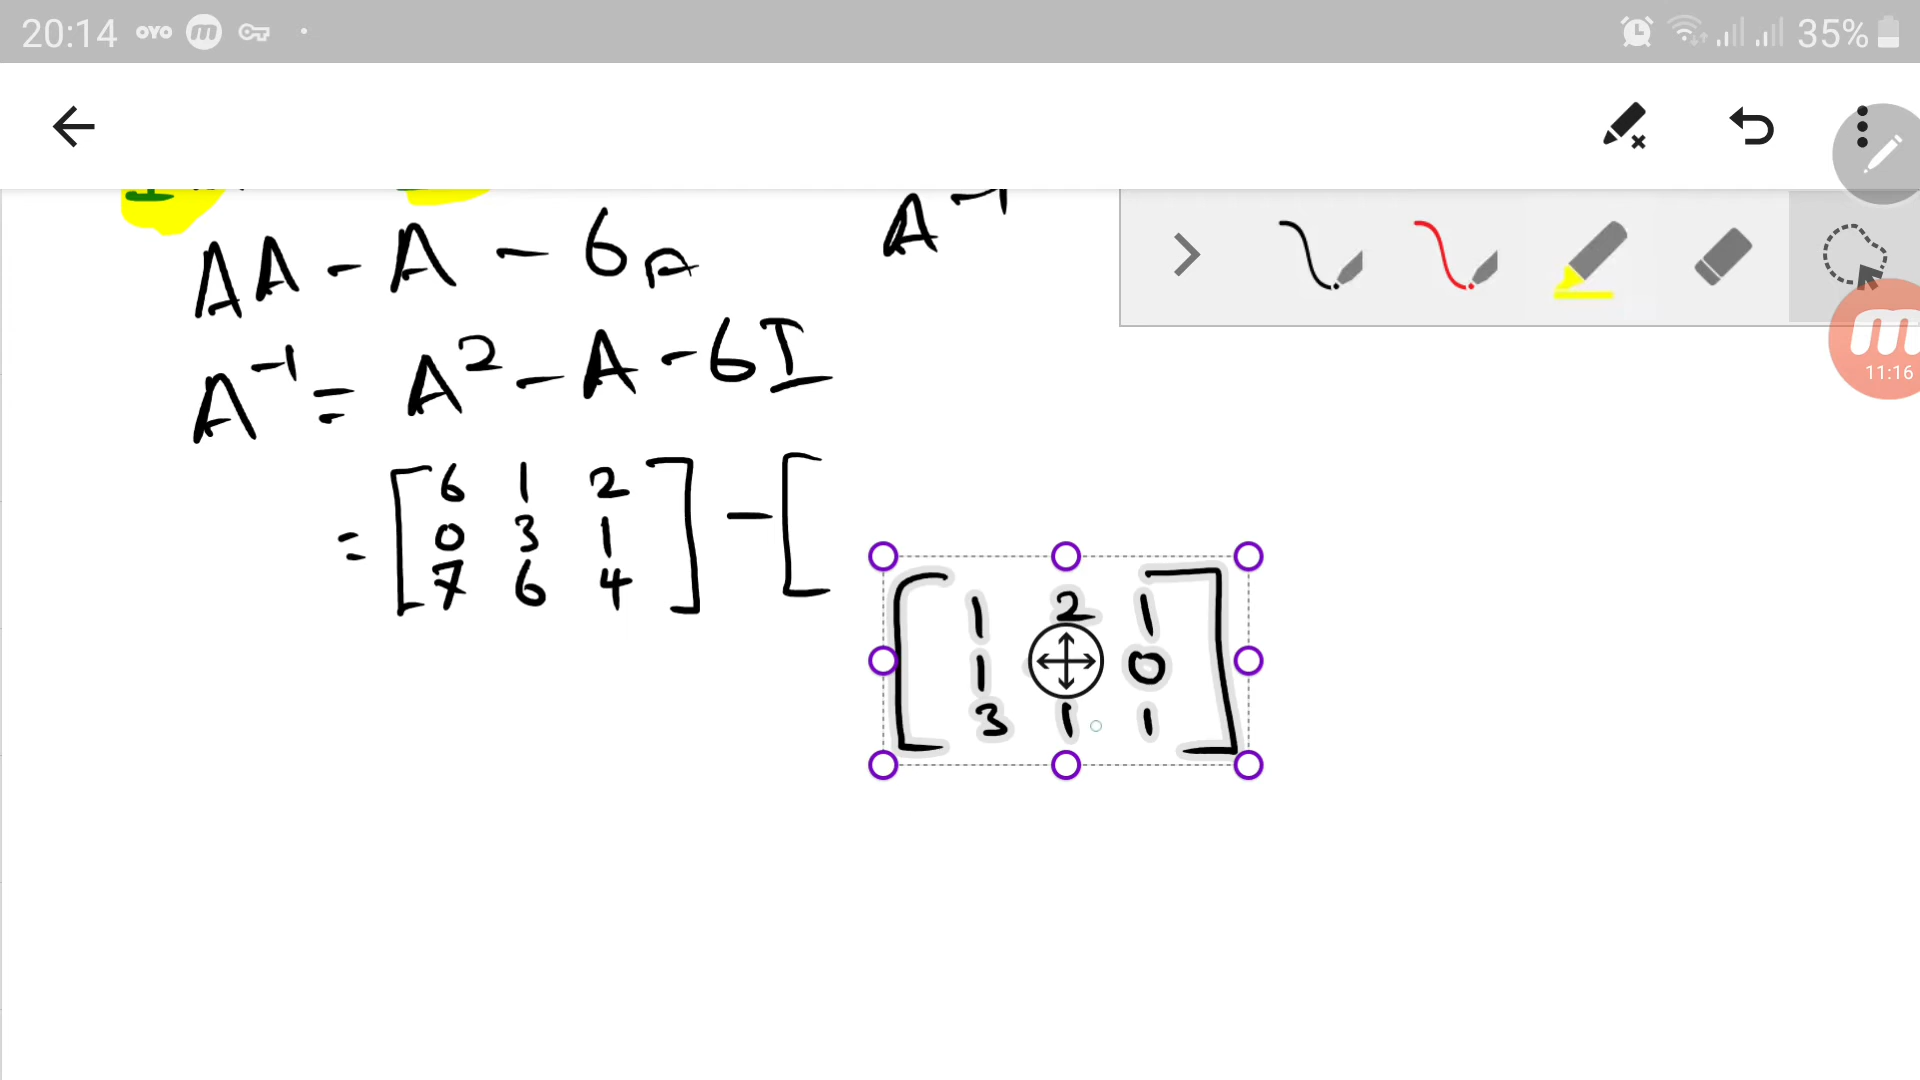 20:14 OYO m 35%
A⁻¹
AA - A - 6A
A⁻¹ = A² - A - 6I
= [ 6 1 2 ] - [
0 3 1
7 6 4
[ 1 2 1 ]
1 0
3 1 1
m
11:16